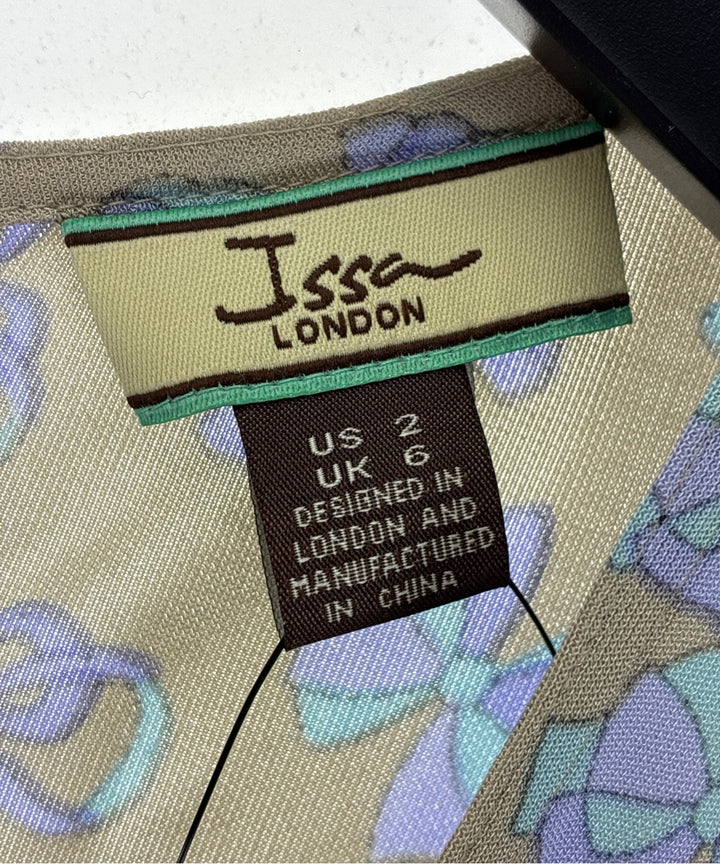 Issa
LONDON
US 2
UK 6
DESIGNED IN
LONDON AND
MANUFACTURED
IN CHINA